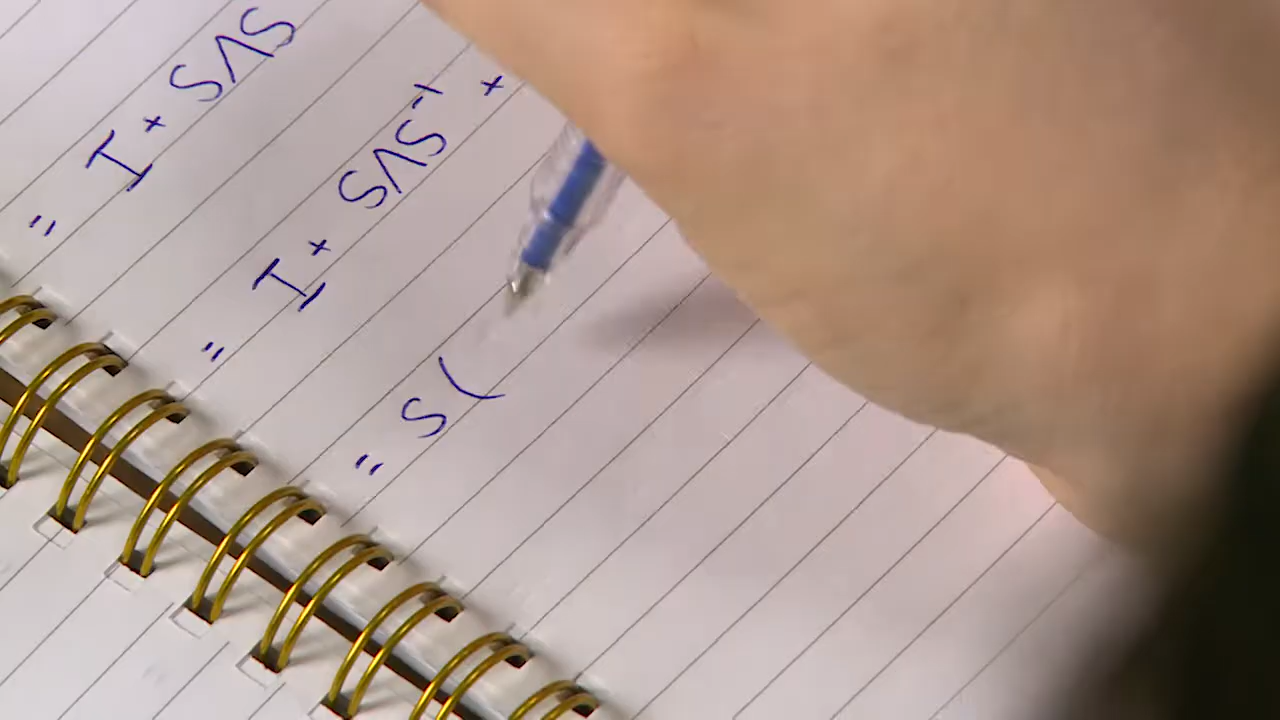 = I + SΛS
= I + SΛS⁻¹ +
= S(